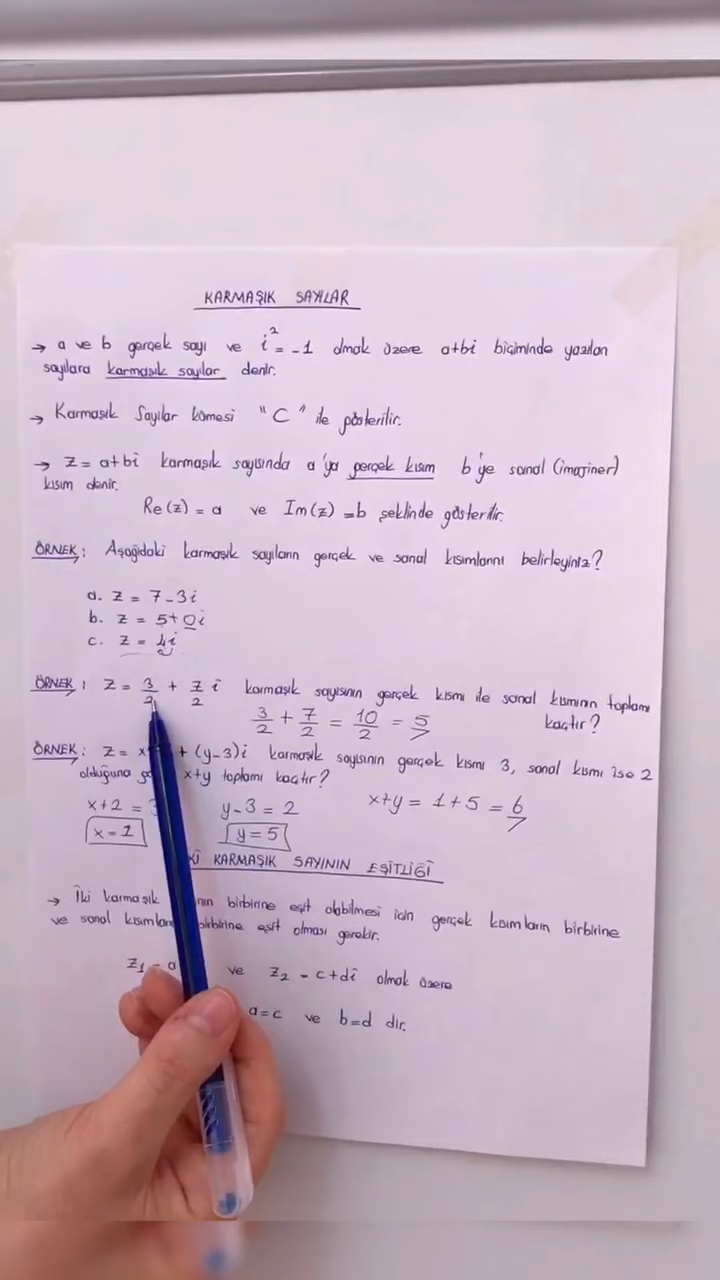 KARMAŞIK SAYILAR
→ a ve b gerçek sayı ve i² = -1 olmak üzere a+bi biçiminde yazılan
sayılara karmaşık sayılar denir.
→ Karmaşık Sayılar kümesi "C" ile gösterilir.
→ z = a+bi karmaşık sayısında a'ya gerçek kısım b'ye sanal (imajiner)
kısım denir.
Re(z) = a ve Im(z) = b şeklinde gösterilir.
ÖRNEK: Aşağıdaki karmaşık sayıların gerçek ve sanal kısımlarını belirleyiniz?
a. z = 7-3i
b. z = 5+0i
c. z = 4i
ÖRNEK: z = 3/2 + 7/2 i karmaşık sayısının gerçek kısmı ile sanal kısmının toplamı
kaçtır?
3/2 + 7/2 = 10/2 = 5
ÖRNEK: z = x + (y-3)i karmaşık sayısının gerçek kısmı 3, sanal kısmı ise 2
olduğuna x+y toplamı kaçtır?
x+2 = 3 y-3 = 2 x+y = 1+5 = 6
x=1 y=5
KARMAŞIK SAYININ EŞİTLİĞİ
→ İki karmaşık birbirine eşit olabilmesi için gerçek kısımların birbirine
ve sanal kısımların birbirine eşit olması gerekir.
z₁ = a ve z₂ = c+di olmak üzere
a=c ve b=d dir.